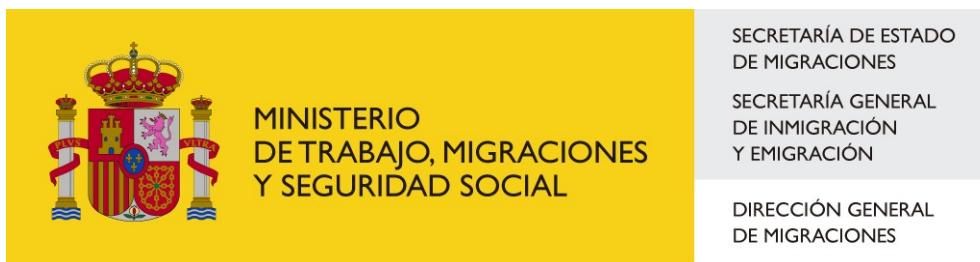 PLVS VLTRA
MINISTERIO
DE TRABAJO, MIGRACIONES
Y SEGURIDAD SOCIAL
SECRETARÍA DE ESTADO
DE MIGRACIONES
SECRETARÍA GENERAL
DE INMIGRACIÓN
Y EMIGRACIÓN
DIRECCIÓN GENERAL
DE MIGRACIONES